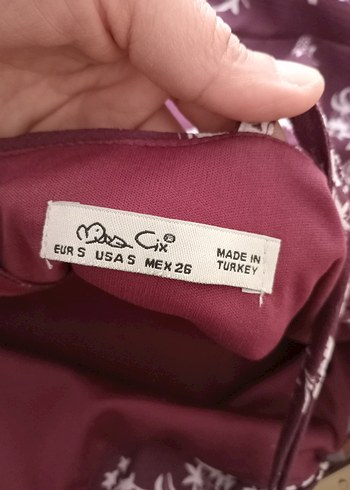 Miss Cix®
EUR S USA S MEX 26
MADE IN
TURKEY